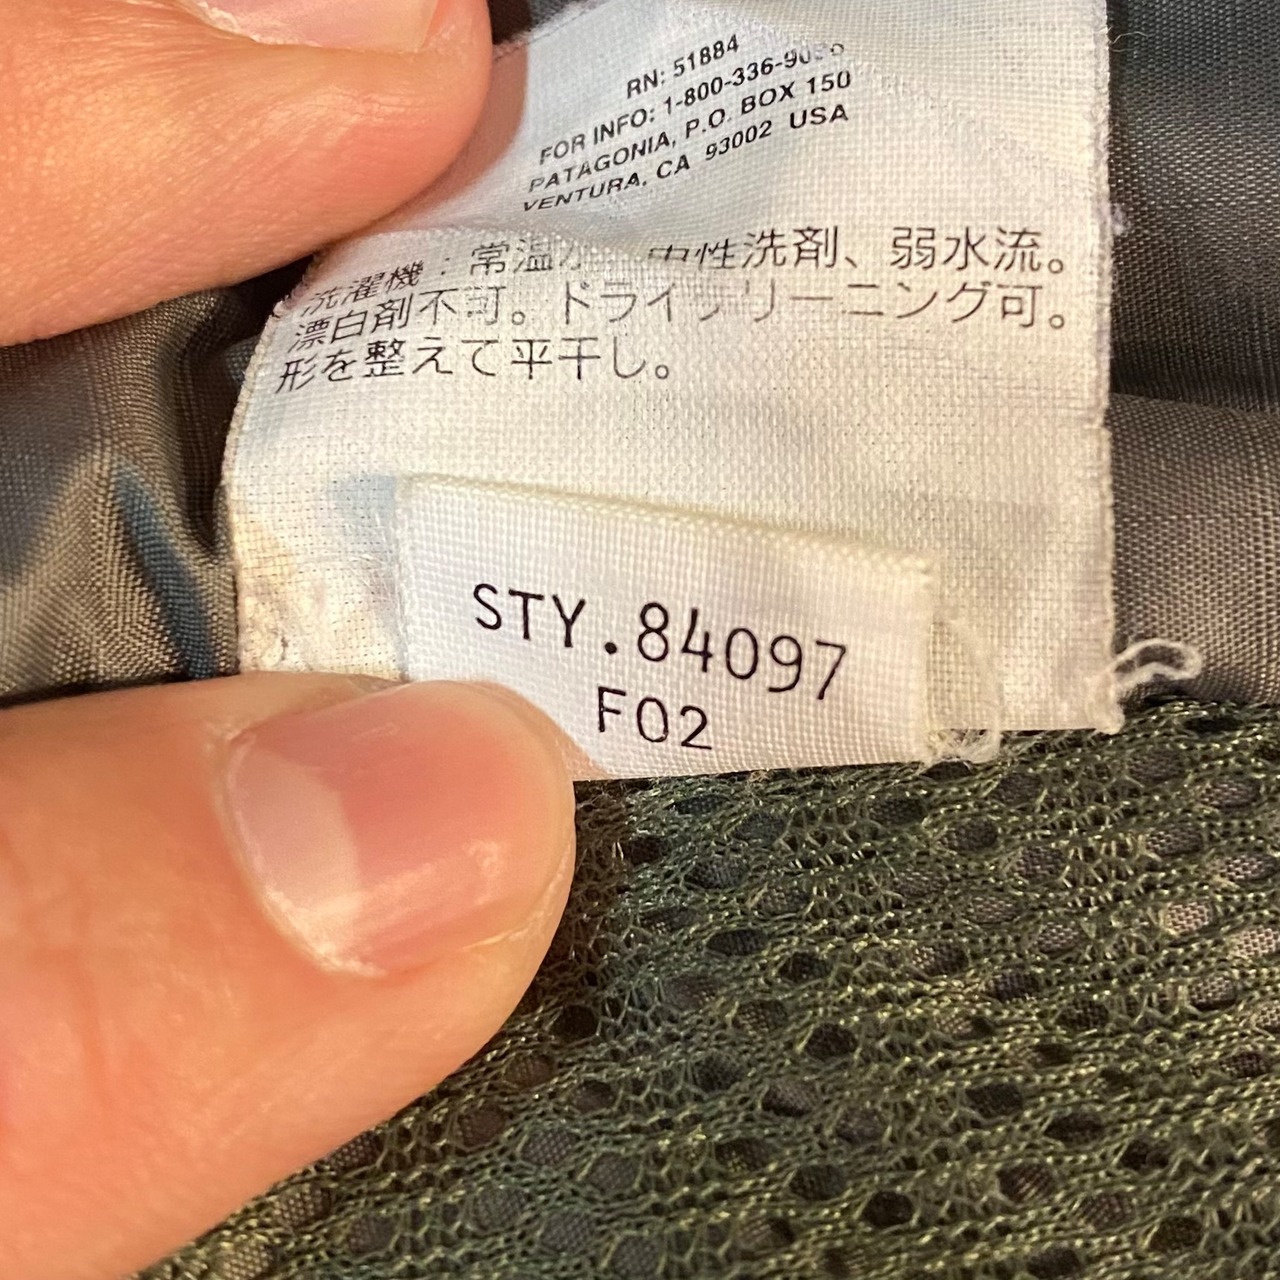 RN: 51884
FOR INFO: 1-800-336-90
PATAGONIA, P.O. BOX 150
VENTURA, CA 93002 USA
洗濯機:常温 中性洗剤、弱水流。
漂白剤不可。ドライクリーニング可。
形を整えて平干し。
STY.84097
F02